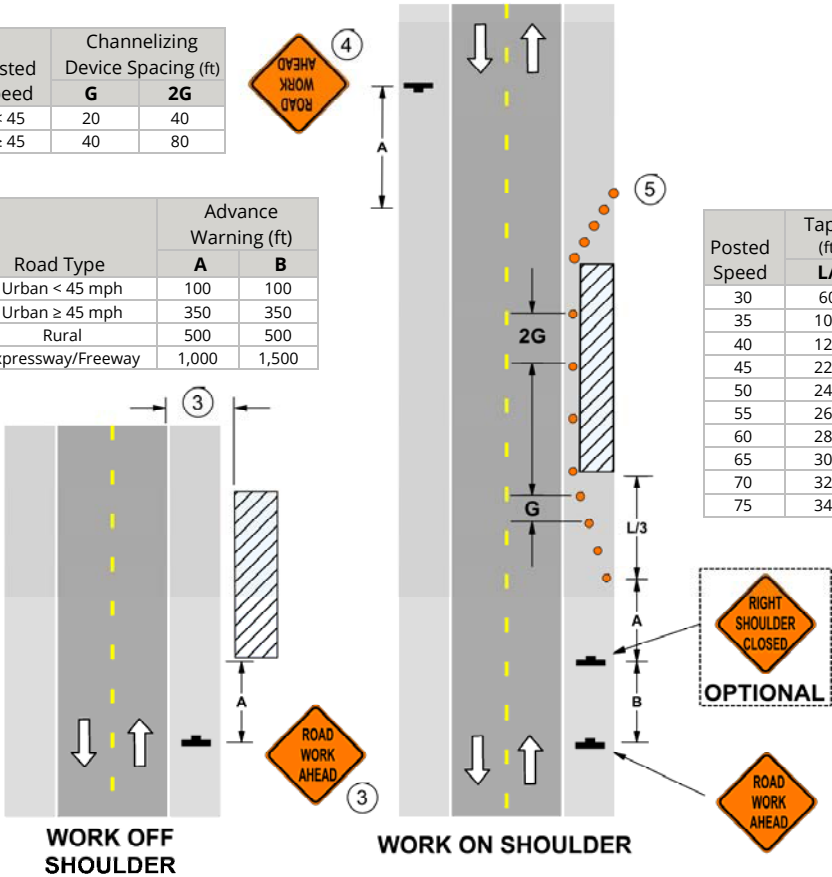 Channelizing
Device Spacing (ft)
G 2G
45 20 40
45 40 80
Advance
Warning (ft)
Road Type A B
Urban < 45 mph 100 100
Urban ≥ 45 mph 350 350
Rural 500 500
Expressway/Freeway 1,000 1,500
ROAD
WORK
AHEAD
4
A
5
2G
G
L/3
A
B
Posted
Speed
(ft
30
35
40
45
50
55
60
65
70
75
RIGHT
SHOULDER
CLOSED
OPTIONAL
ROAD
WORK
AHEAD
WORK ON SHOULDER
3
A
ROAD
WORK
AHEAD
3
WORK OFF
SHOULDER